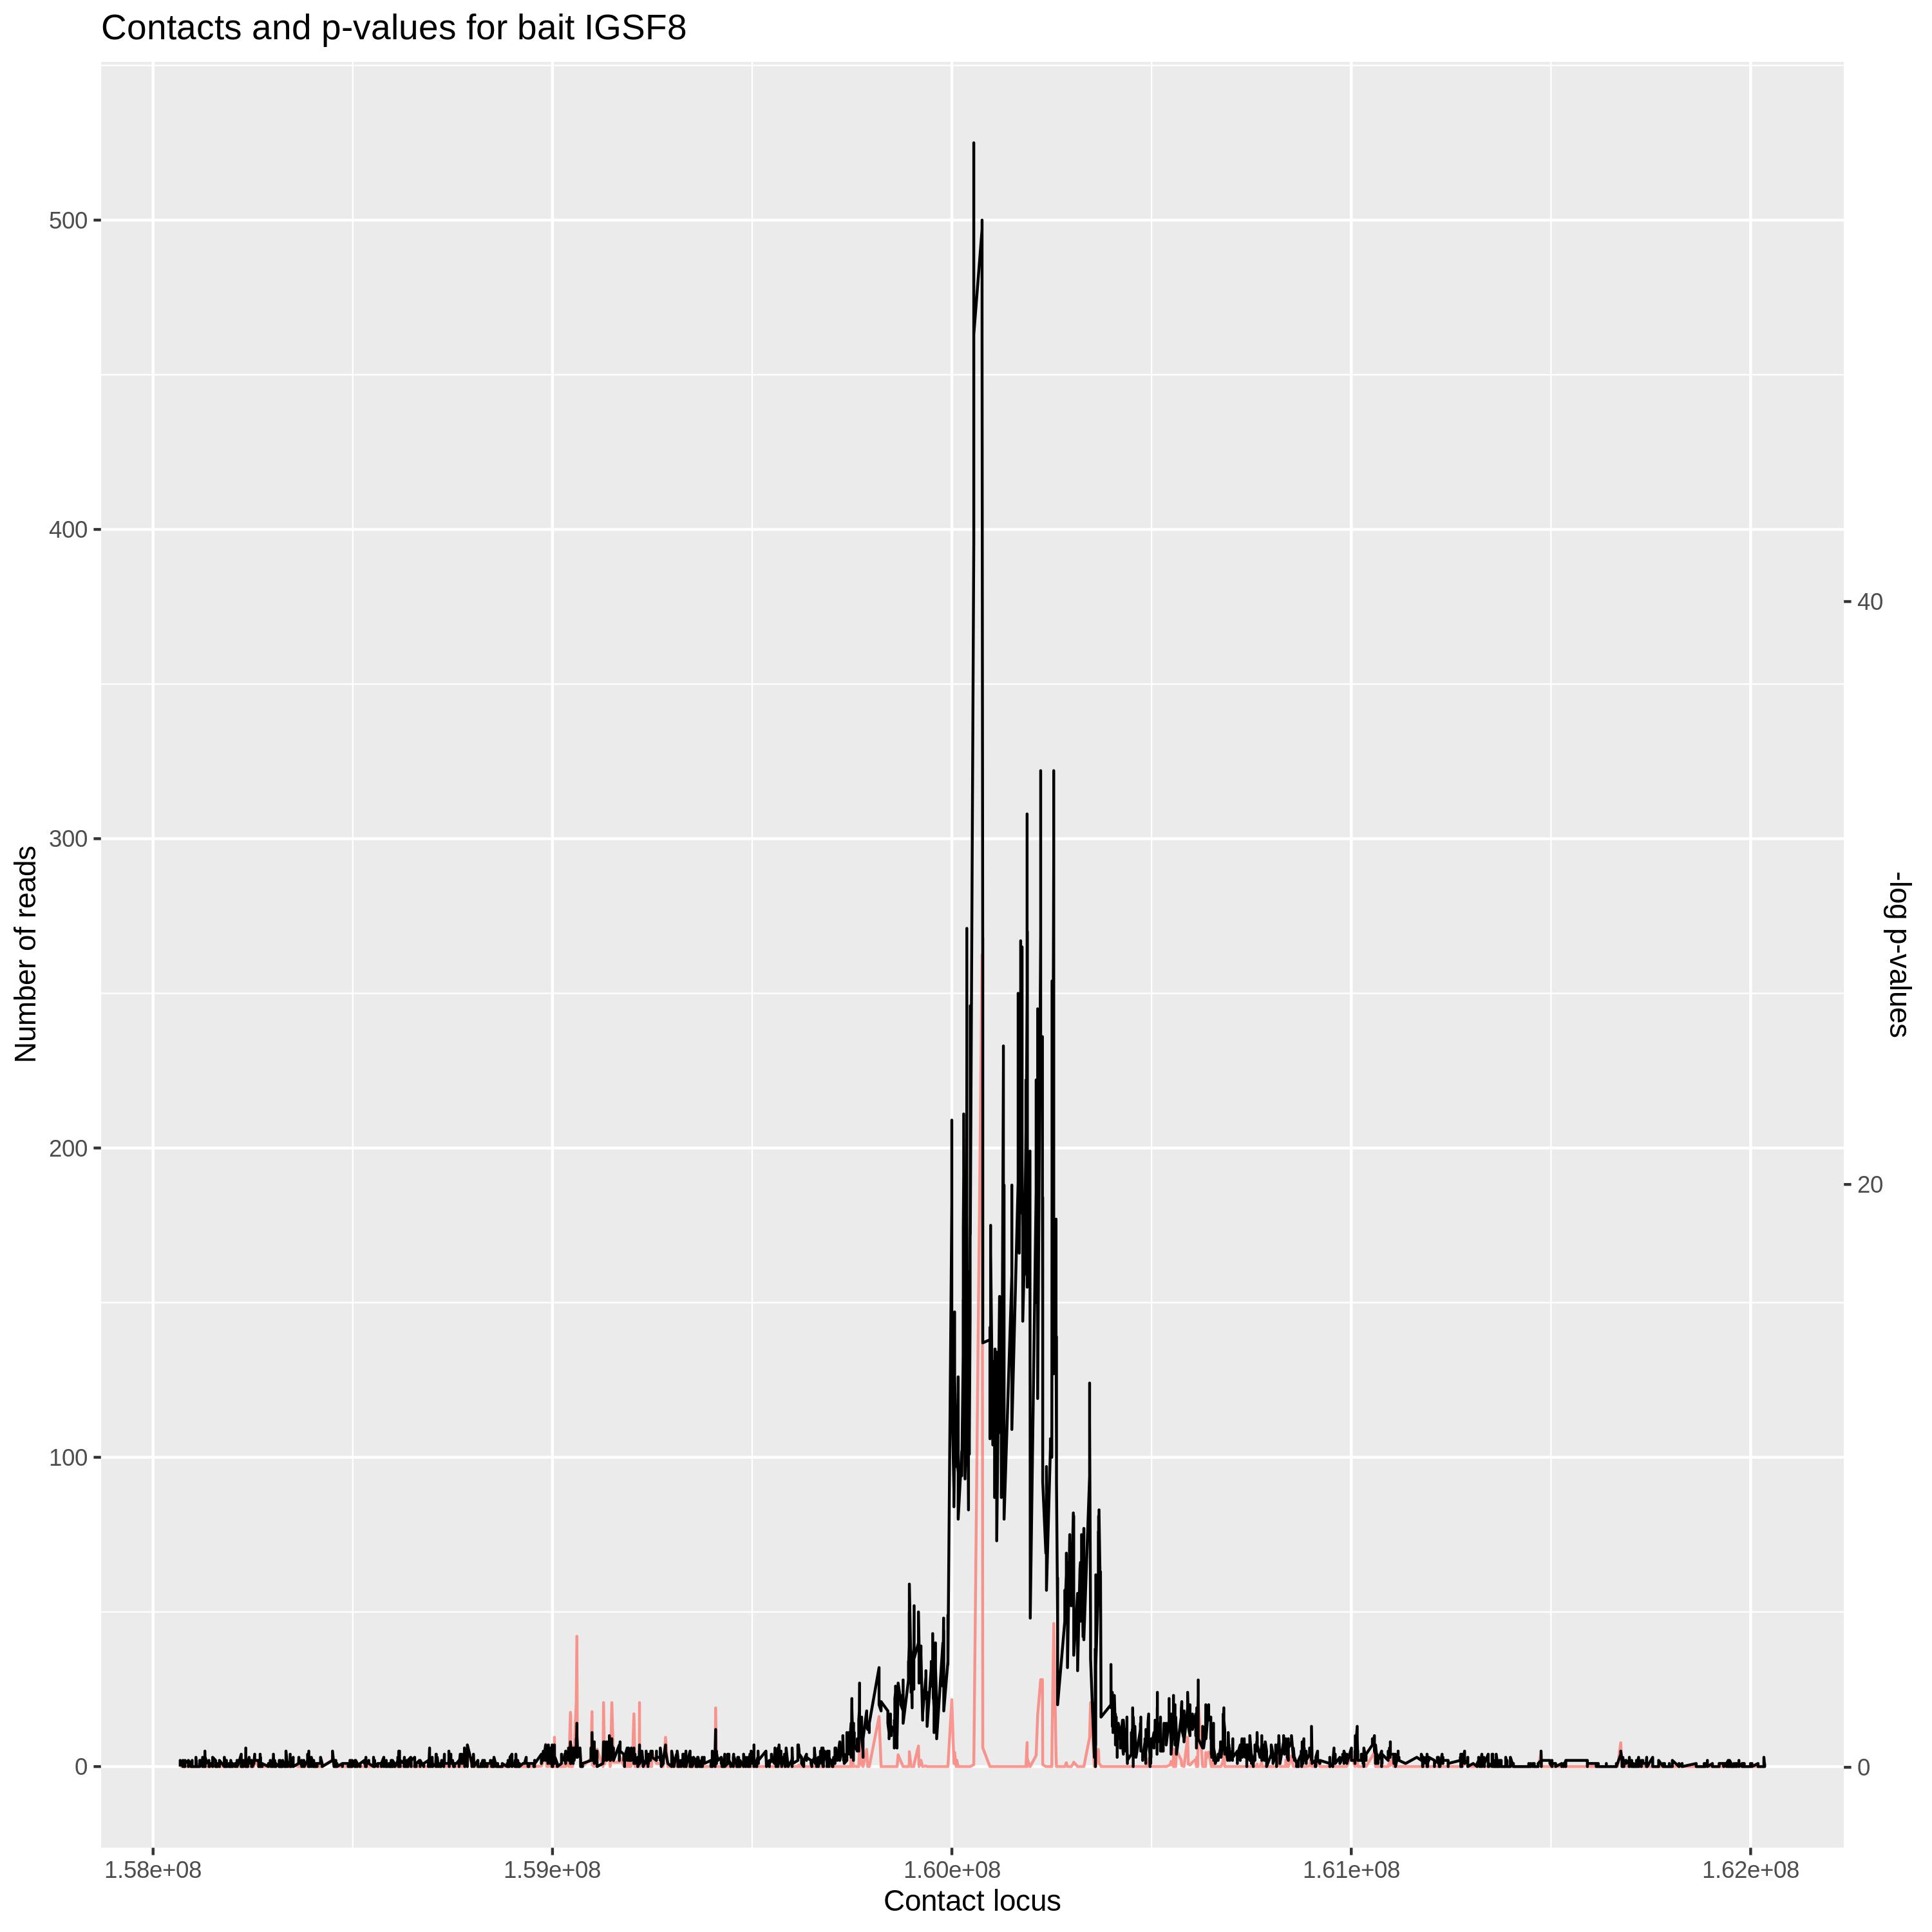 Contacts and p-values for bait IGSF8
500
400
300
200
100
0
Number of reads
40
20
0
-log p-values
1.58e+08
1.59e+08
1.60e+08
1.61e+08
1.62e+08
Contact locus